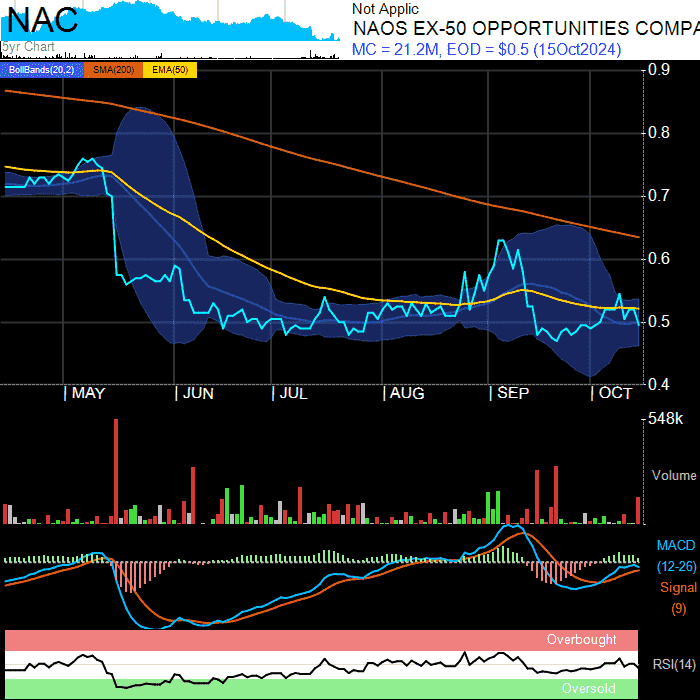 NAC
Not Applic
NAOS EX-50 OPPORTUNITIES COMPA
5yr Chart
MC = 21.2M, EOD = $0.5 (15Oct2024)
BollBands(20,2) SMA(200) EMA(50)
0.9
0.8
0.7
0.6
0.5
0.4
MAY JUN JUL AUG SEP OCT
548k
Volume
MACD
(12-26)
Signal
(9)
Overbought
RSI(14)
Oversold